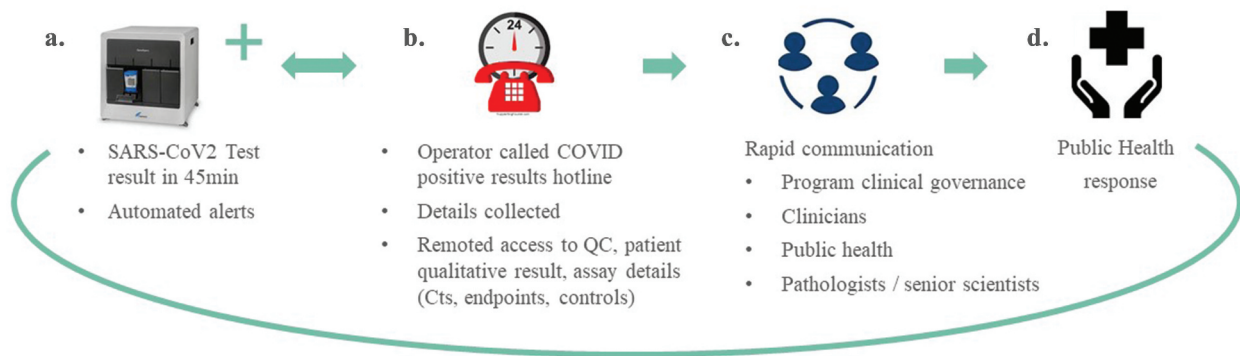 a.
b.
c.
d.
24
• SARS-CoV2 Test
result in 45min
• Automated alerts
• Operator called COVID
positive results hotline
• Details collected
• Remoted access to QC, patient
qualitative result, assay details
(Cts, endpoints, controls)
Rapid communication
• Program clinical governance
• Clinicians
• Public health
• Pathologists / senior scientists
Public Health
response